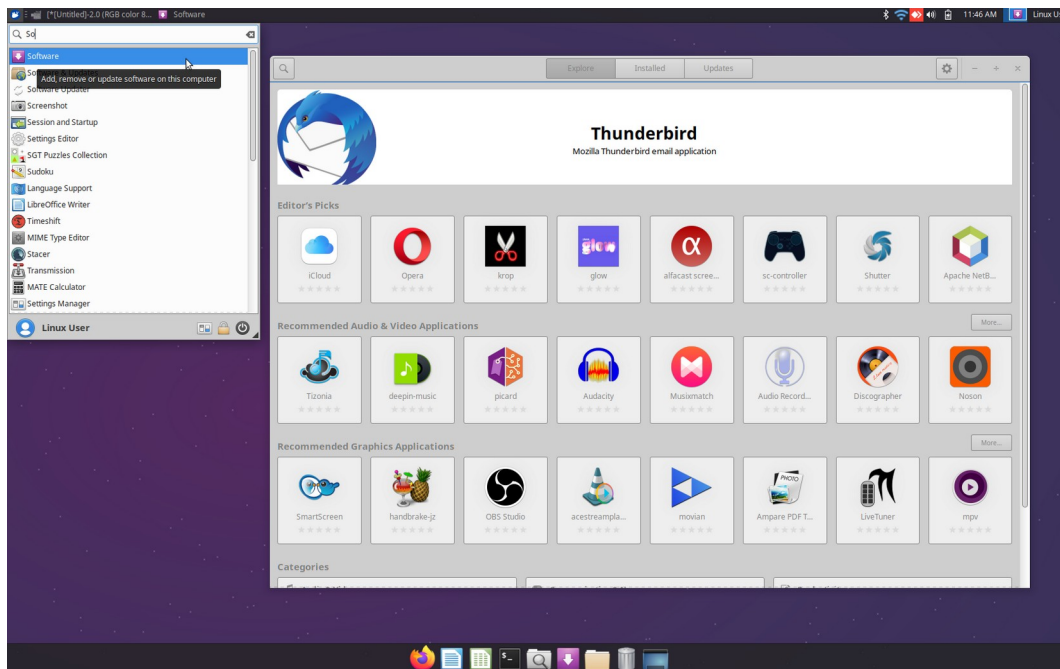 [*[Untitled]-2.0 (RGB color 8... Software 11:46 AM Linux U
So
Software
Software & Updates
Add, remove or update software on this computer
Software Updater
Screenshot
Session and Startup
Settings Editor
SGT Puzzles Collection
Sudoku
Language Support
LibreOffice Writer
Timeshift
MIME Type Editor
Stacer
Transmission
MATE Calculator
Settings Manager
Linux User
Explore Installed Updates
Thunderbird
Mozilla Thunderbird email application
Editor's Picks
iCloud Opera krop glow alfacast scree... sc-controller Shutter Apache NetB...
Recommended Audio & Video Applications More...
Tizonia deepin-music picard Audacity Musixmatch Audio Record... Discographer Noson
Recommended Graphics Applications More...
SmartScreen handbrake-jz OBS Studio acestreampla... movian Ampare PDF T... LiveTuner mpv
Categories